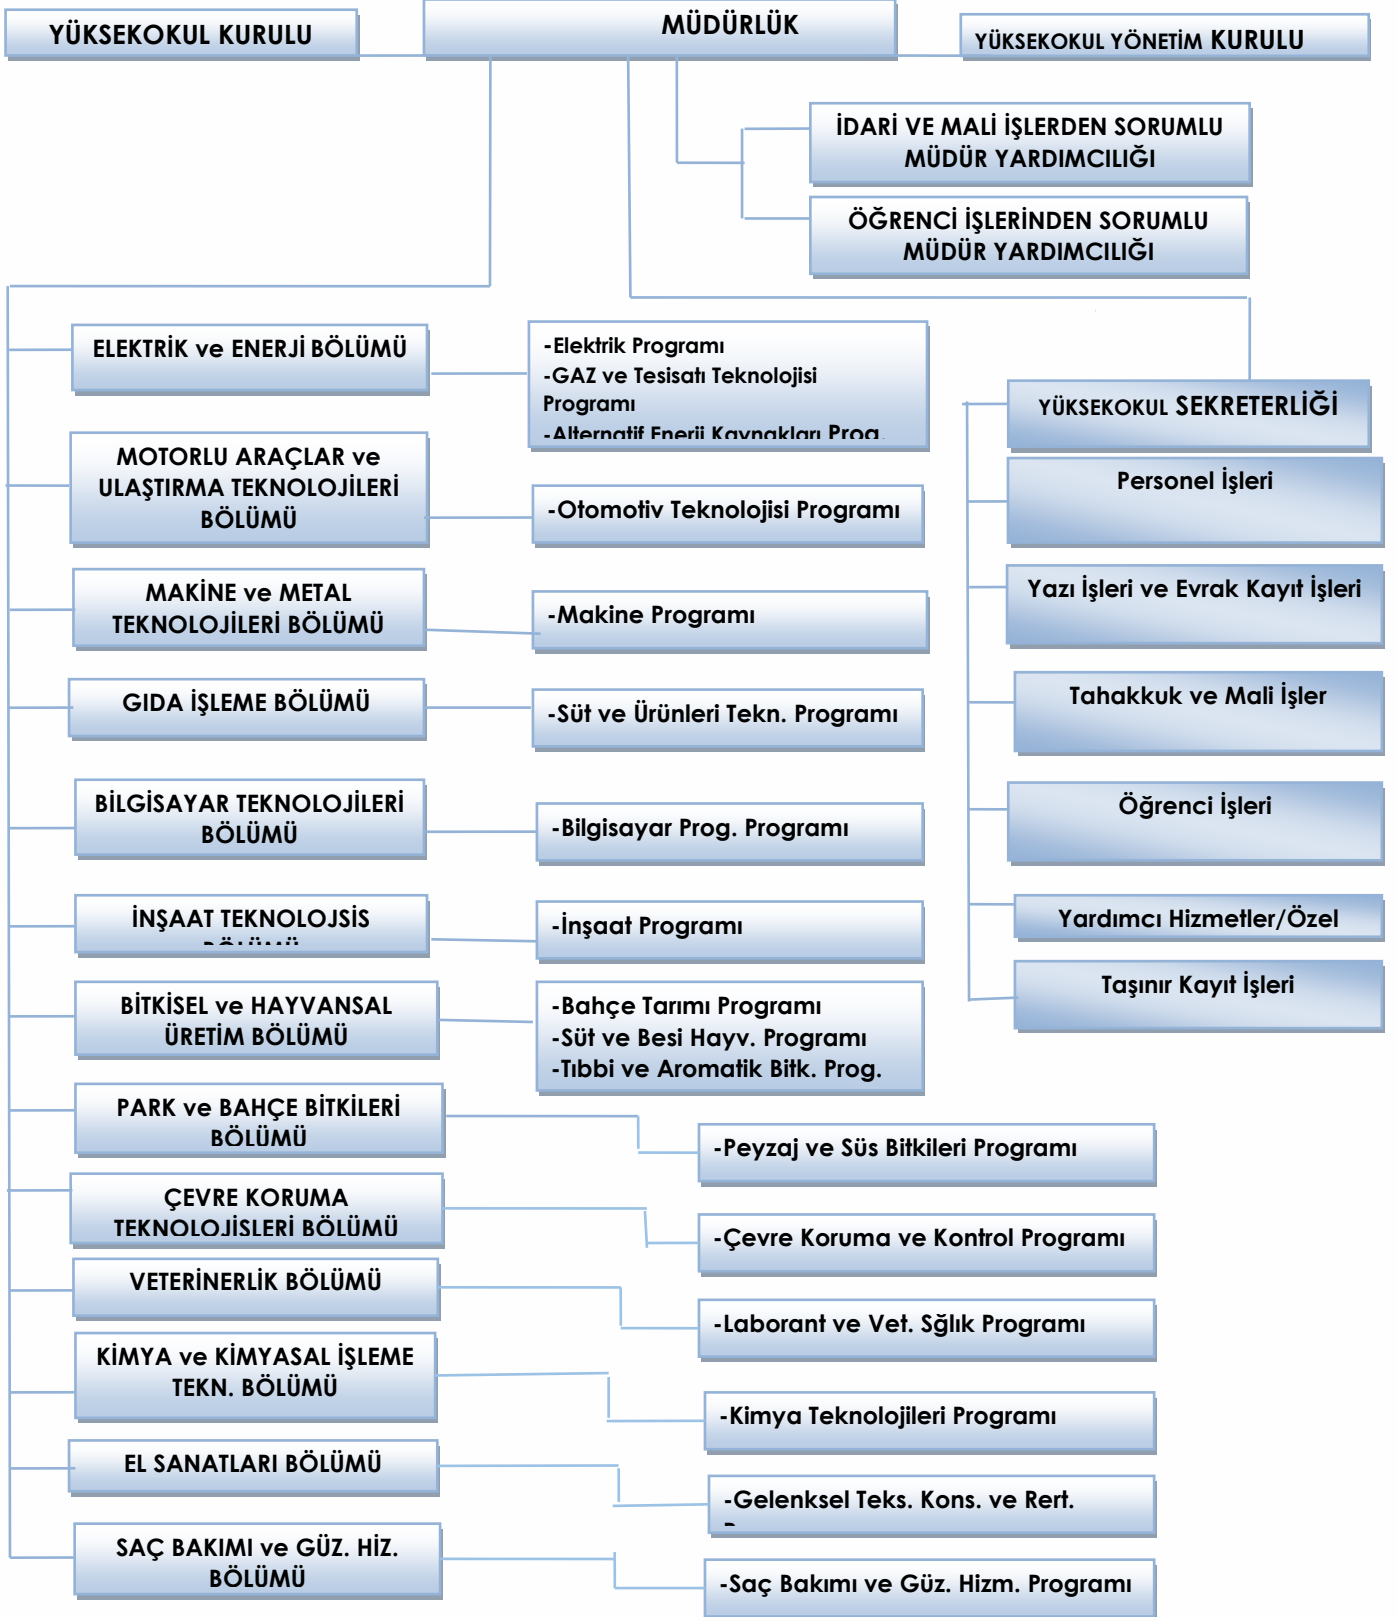 YÜKSEKOKUL KURULU
MÜDÜRLÜK
YÜKSEKOKUL YÖNETİM KURULU
İDARİ VE MALİ İŞLERDEN SORUMLU
MÜDÜR YARDIMCILIĞI
ÖĞRENCİ İŞLERİNDEN SORUMLU
MÜDÜR YARDIMCILIĞI
ELEKTRİK ve ENERJİ BÖLÜMÜ
-Elektrik Programı
-GAZ ve Tesisatı Teknolojisi
Programı
-Alternatif Enerji Kaynakları Prog.
MOTORLU ARAÇLAR ve
ULAŞTIRMA TEKNOLOJİLERİ
BÖLÜMÜ
-Otomotiv Teknolojisi Programı
MAKİNE ve METAL
TEKNOLOJİLERİ BÖLÜMÜ
-Makine Programı
GIDA İŞLEME BÖLÜMÜ
-Süt ve Ürünleri Tekn. Programı
BİLGİSAYAR TEKNOLOJİLERİ
BÖLÜMÜ
-Bilgisayar Prog. Programı
İNŞAAT TEKNOLOJSİS
BÖLÜMÜ
-İnşaat Programı
BİTKİSEL ve HAYVANSAL
ÜRETİM BÖLÜMÜ
-Bahçe Tarımı Programı
-Süt ve Besi Hayv. Programı
-Tıbbi ve Aromatik Bitk. Prog.
PARK ve BAHÇE BİTKİLERİ
BÖLÜMÜ
-Peyzaj ve Süs Bitkileri Programı
ÇEVRE KORUMA
TEKNOLOJİSLERİ BÖLÜMÜ
-Çevre Koruma ve Kontrol Programı
VETERİNERLİK BÖLÜMÜ
-Laborant ve Vet. Sğlık Programı
KİMYA ve KİMYASAL İŞLEME
TEKN. BÖLÜMÜ
-Kimya Teknolojileri Programı
EL SANATLARI BÖLÜMÜ
-Gelenksel Teks. Kons. ve Rert.
SAÇ BAKIMI ve GÜZ. HİZ.
BÖLÜMÜ
-Saç Bakımı ve Güz. Hizm. Programı
YÜKSEKOKUL SEKRETERLİĞİ
Personel İşleri
Yazı İşleri ve Evrak Kayıt İşleri
Tahakkuk ve Mali İşler
Öğrenci İşleri
Yardımcı Hizmetler/Özel
Taşınır Kayıt İşleri